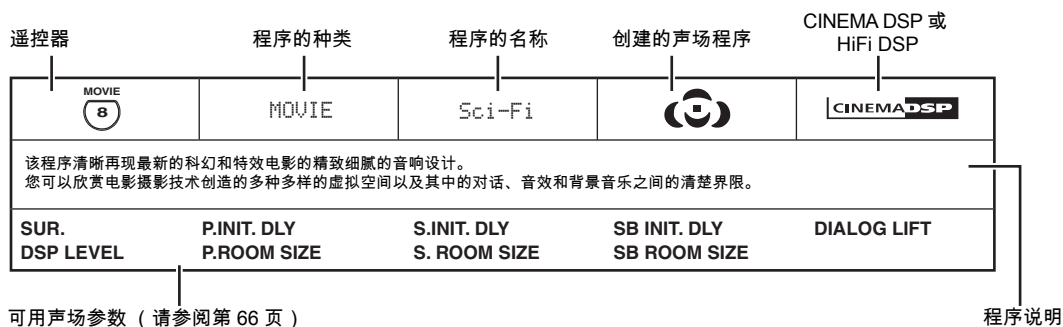 CINEMA DSP 或
遥控器 程序的种类 程序的名称 创建的声场程序 HiFi DSP
MOVIE
8 MOVIE Sci-Fi CINEMA DSP
该程序清晰再现最新的科幻和特效电影的精致细腻的音响设计。
您可以欣赏电影摄影技术创造的多种多样的虚拟空间以及其中的对话、音效和背景音乐之间的清楚界限。
SUR. P.INIT. DLY S.INIT. DLY SB INIT. DLY DIALOG LIFT
DSP LEVEL P.ROOM SIZE S. ROOM SIZE SB ROOM SIZE
可用声场参数 ( 请参阅第 66 页 ) 程序说明